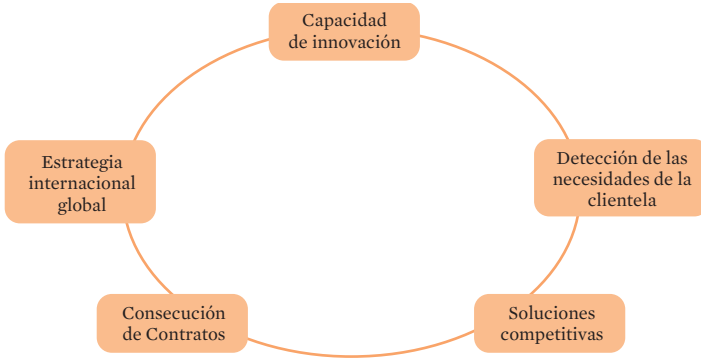 Capacidad
de innovación
Detección de las
necesidades de la
clientela
Soluciones
competitivas
Consecución
de Contratos
Estrategia
internacional
global